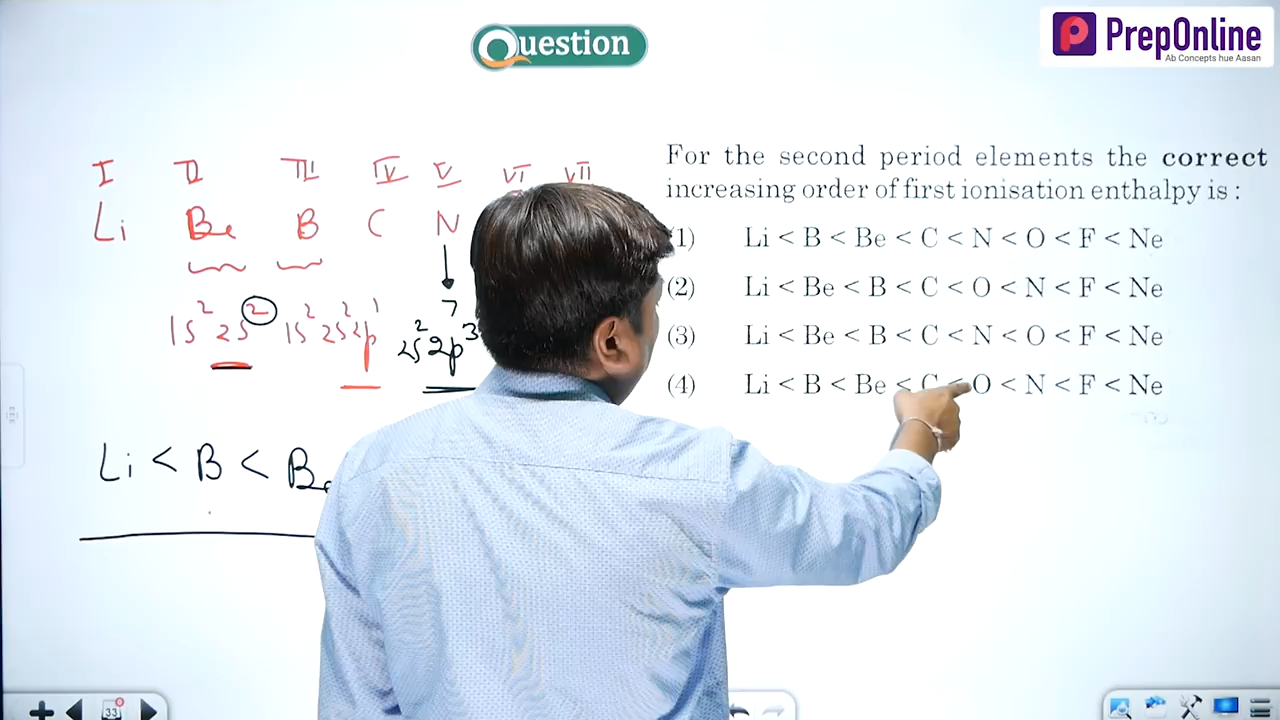 Question
PrepOnline
Ab Concepts hue Aasan
I II III IV V VI VII
Li Be B C N
1s² 2s² 1s² 2s² 2p¹ 2s² 2p³
Li < B < Be
For the second period elements the correct
increasing order of first ionisation enthalpy is :
1) Li < B < Be < C < N < O < F < Ne
(2) Li < Be < B < C < O < N < F < Ne
(3) Li < Be < B < C < N < O < F < Ne
(4) Li < B < Be < C < O < N < F < Ne
33